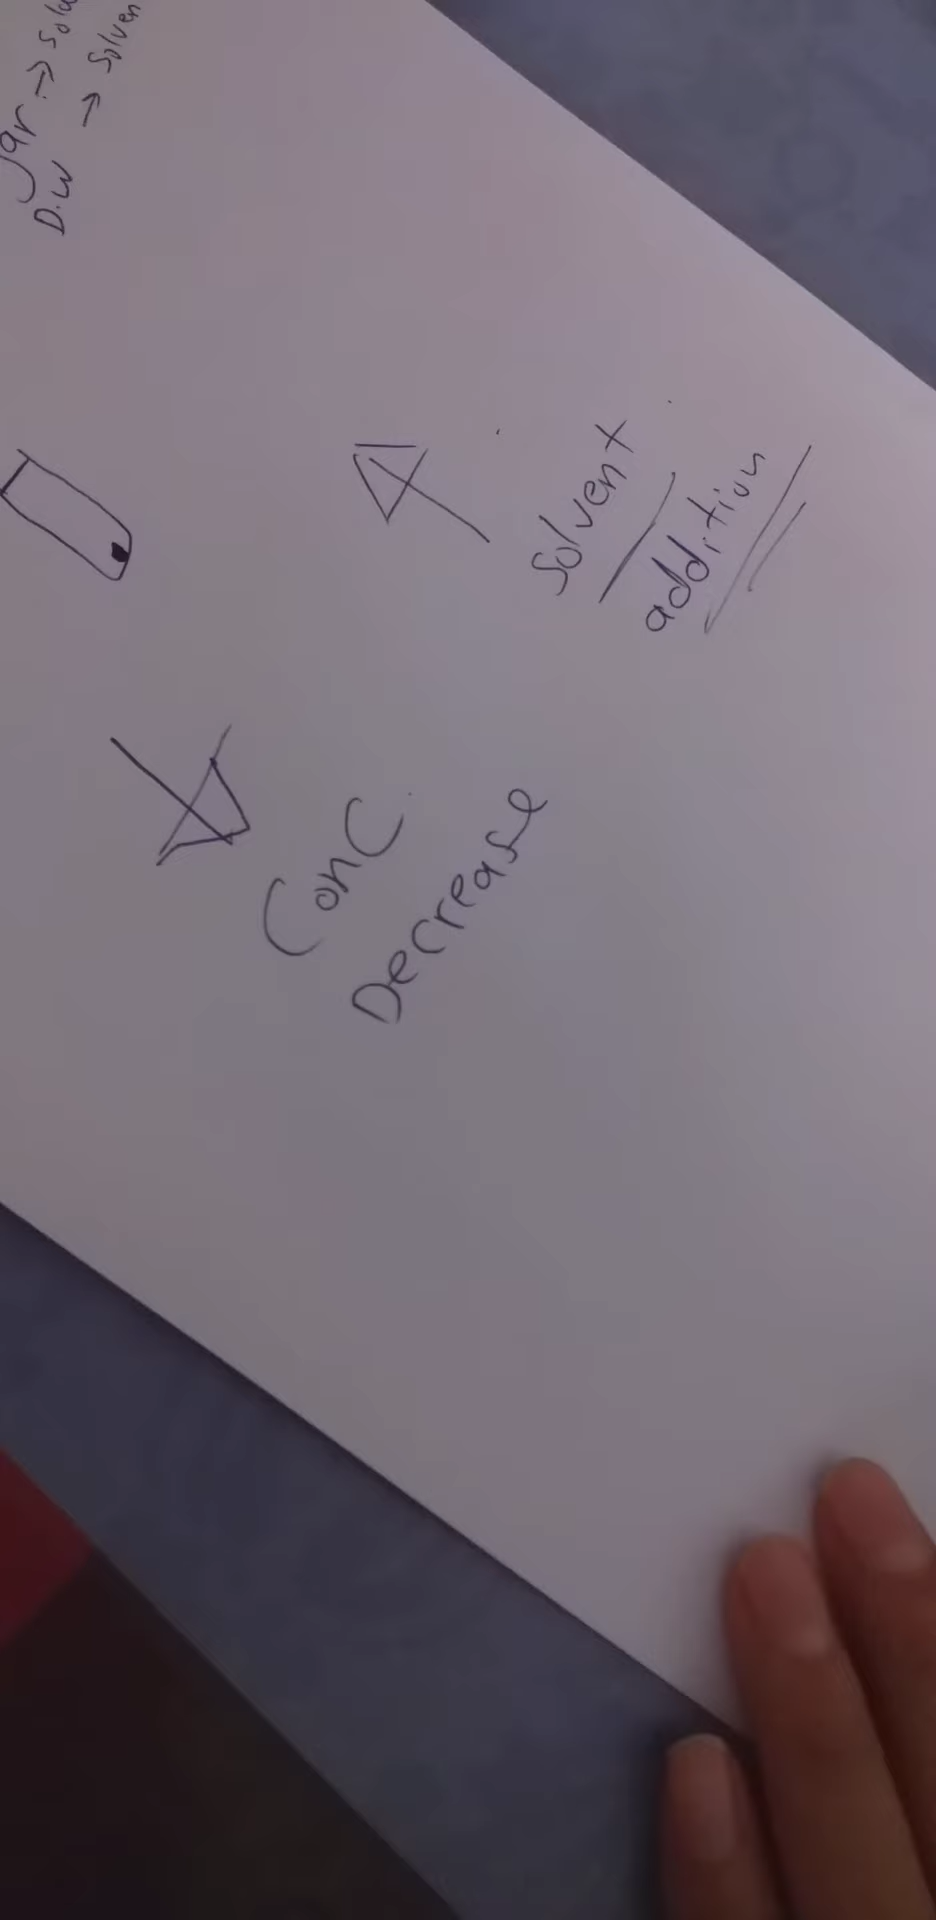 →
D.W → Solven
Solvent
addition
Conc.
Decrease